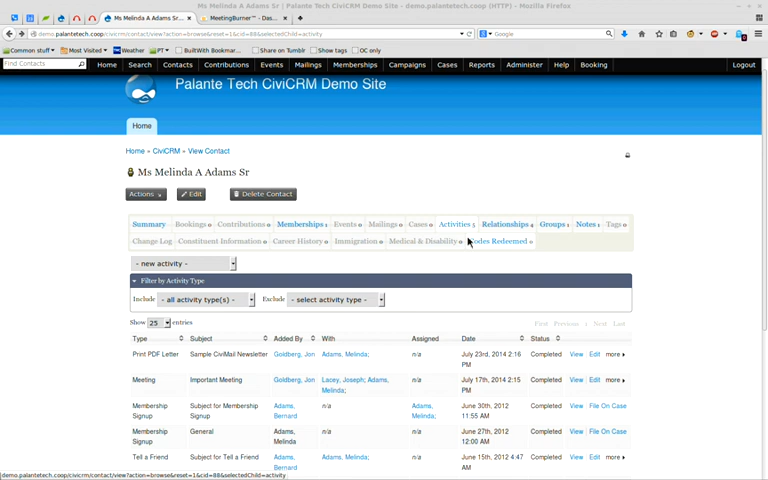 Ms Melinda A Adams Sr | Palante Tech CiviCRM Demo Site - demo.palantetech.coop (HTTP) - Mozilla Firefox
Ms Melinda A Adams Sr | Palan... × MeetingBurner™ - Das... ×
demo.palantetech.coop/civicrm/contact/view?action=browse&reset=1&cid=88&selectedChild=activity Google
Common stuff Most Visited Weather PT BuiltWith Bookmar... Share on Tumblr Show tags OC only
Find Contacts Home Search Contacts Contributions Events Mailings Memberships Campaigns Cases Reports Administer Help Booking Logout
Palante Tech CiviCRM Demo Site
Home
Home » CiviCRM » View Contact
Ms Melinda A Adams Sr
Actions Edit Delete Contact
Summary Bookings 0 Contributions 0 Memberships 1 Events 0 Mailings 0 Cases 0 Activities 5 Relationships 4 Groups 1 Notes 1 Tags 0
Change Log Constituent Information 0 Career History 0 Immigration 0 Medical & Disability 0 odes Redeemed 0
- new activity -
Filter by Activity Type
Include - all activity type(s) - Exclude - select activity type -
Show 25 entries First Previous 1 Next Last
Type Subject Added By With Assigned Date Status
Print PDF Letter Sample CiviMail Newsletter Goldberg, Jon Adams, Melinda; n/a July 23rd, 2014 2:16 Completed View Edit more
PM
Meeting Important Meeting Goldberg, Jon Lacey, Joseph; Adams, n/a July 17th, 2014 2:15 Completed View Edit more
Melinda; PM
Membership Subject for Membership Adams, n/a Adams, June 30th, 2012 Completed View File On Case
Signup Signup Bernard Melinda; 11:55 AM
Membership General Adams, n/a n/a June 27th, 2012 Completed View File On Case
Signup Melinda 12:00 AM
Tell a Friend Subject for Tell a Friend Adams, Adams, Melinda; n/a June 15th, 2012 4:47 Completed View Edit more
Bernard AM
demo.palantetech.coop/civicrm/contact/view?action=browse&reset=1&cid=88&selectedChild=activity